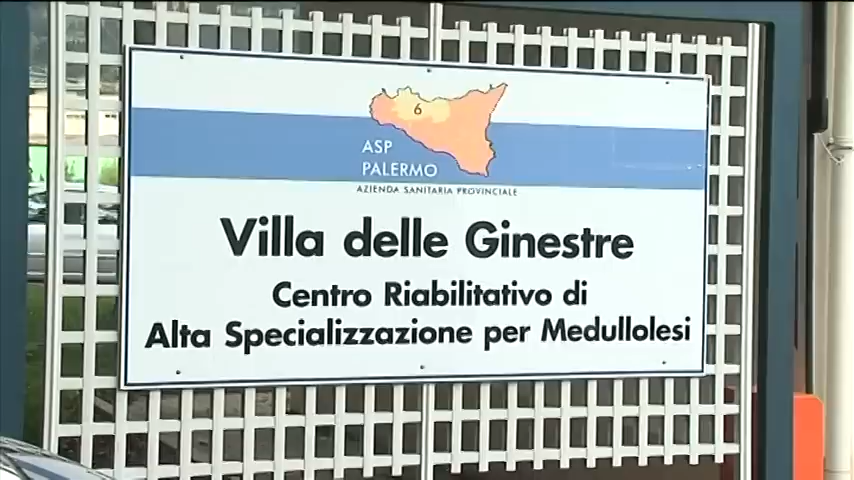 6
ASP
PALERMO
AZIENDA SANITARIA PROVINCIALE
Villa delle Ginestre
Centro Riabilitativo di
Alta Specializzazione per Medullolesi